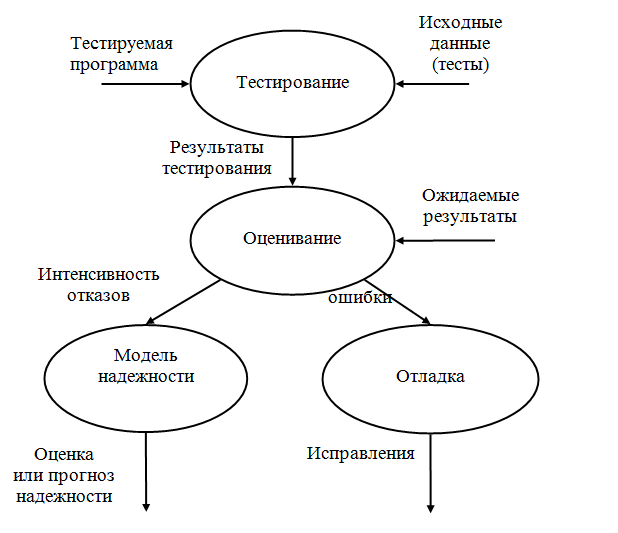 Тестируемая
программа
Исходные
данные
(тесты)
Тестирование
Результаты
тестирования
Ожидаемые
результаты
Оценивание
Интенсивность
отказов
ошибки
Модель
надежности
Отладка
Оценка
или прогноз
надежности
Исправления